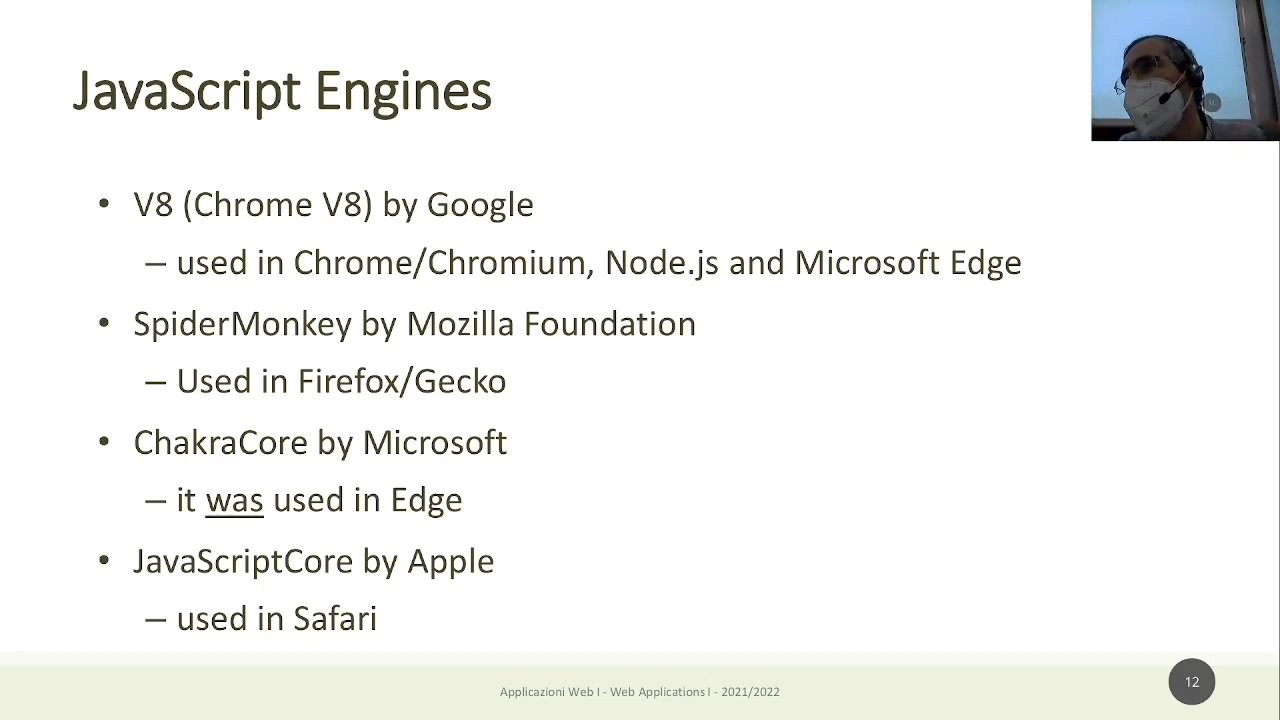 JavaScript Engines
• V8 (Chrome V8) by Google
– used in Chrome/Chromium, Node.js and Microsoft Edge
• SpiderMonkey by Mozilla Foundation
– Used in Firefox/Gecko
• ChakraCore by Microsoft
– it was used in Edge
• JavaScriptCore by Apple
– used in Safari
Applicazioni Web I - Web Applications I - 2021/2022
12